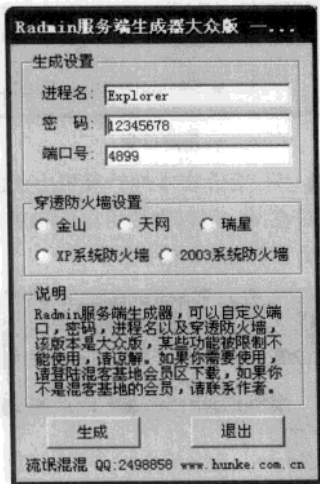 Radmin服务端生成器大众版 —...
生成设置
进程名: Explorer
密 码: 12345678
端口号: 4899
穿透防火墙设置
金山 天网 瑞星
XP系统防火墙 2003系统防火墙
说明
Radmin服务端生成器，可以自定义端
口，密码，进程名以及穿透防火墙，
该版本是大众版，某些功能被限制不
能使用，请谅解。如果你需要使用，
请登陆混客基地会员区下载，如果你
不是混客基地的会员，请联系作者。
生成 退出
流氓混混 QQ:2498858 www.hunke.com.cn